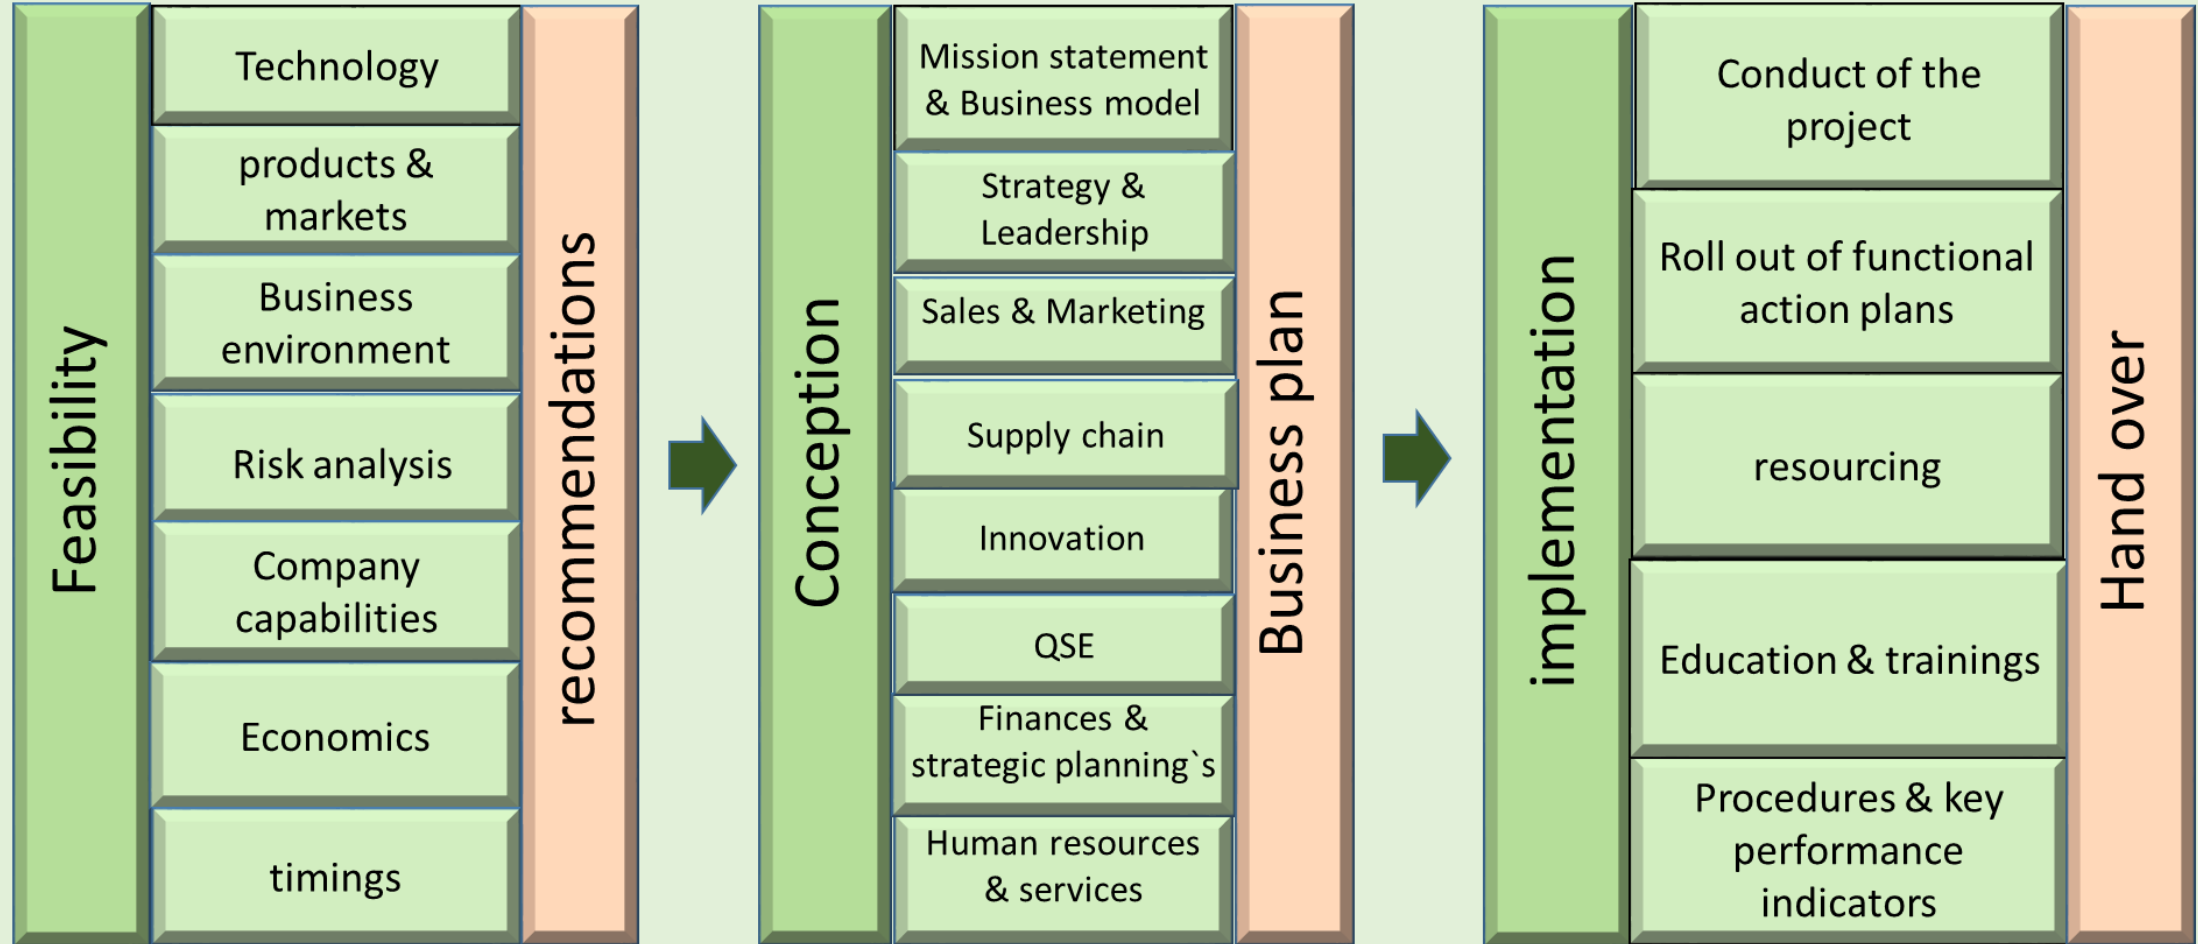 Feasibility
Technology
products &
markets
Business
environment
Risk analysis
Company
capabilities
Economics
timings
recommendations
Conception
Mission statement
& Business model
Strategy &
Leadership
Sales & Marketing
Supply chain
Innovation
QSE
Finances &
strategic planning`s
Human resources
& services
Business plan
implementation
Conduct of the
project
Roll out of functional
action plans
resourcing
Education & trainings
Procedures & key
performance
indicators
Hand over